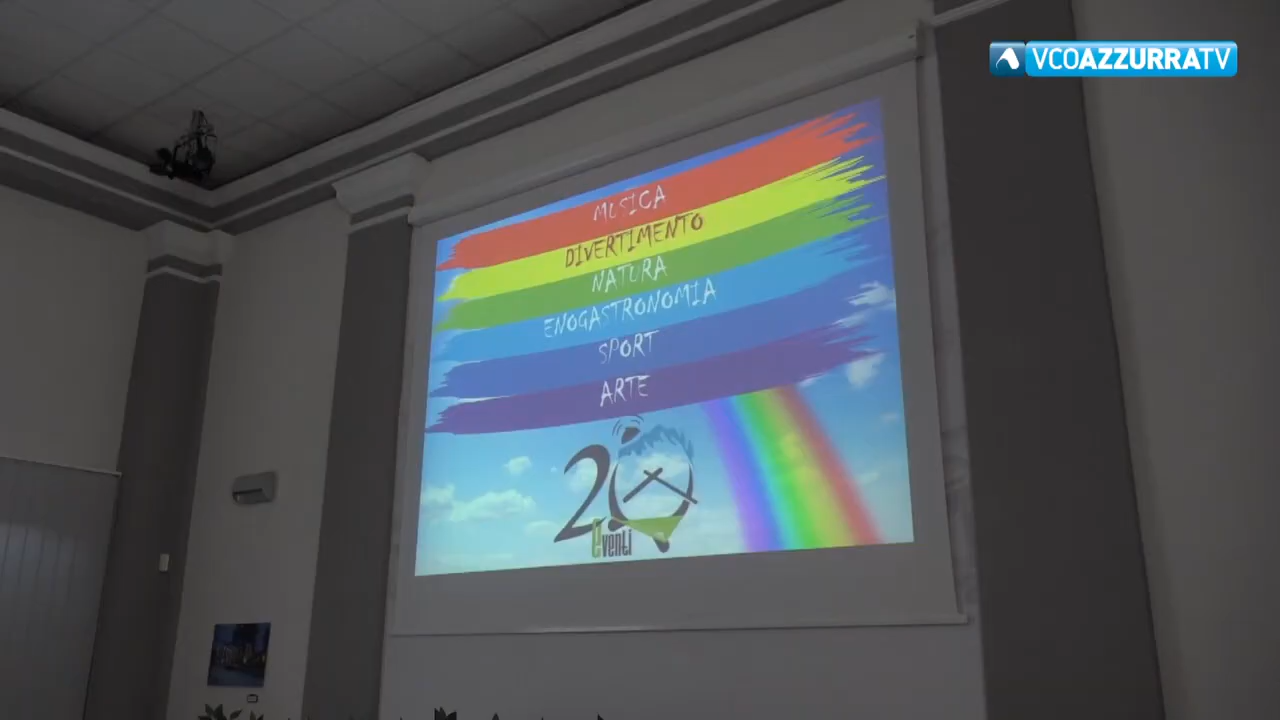 VCOAZZURRATV
MUSICA
DIVERTIMENTO
NATURA
ENOGASTRONOMIA
SPORT
ARTE
20
eventi